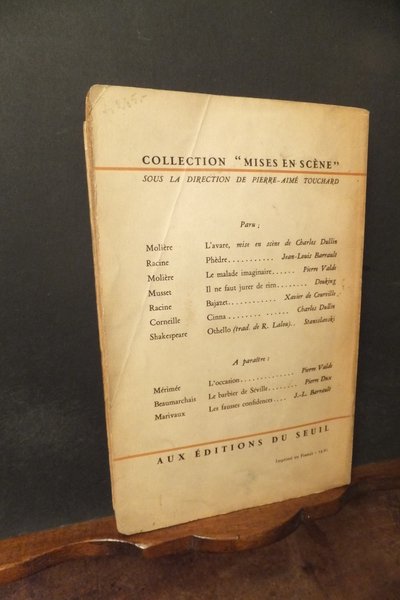 COLLECTION "MISES EN SCÈNE"
SOUS LA DIRECTION DE PIERRE-AIMÉ TOUCHARD
Paru :
Molière L'avare, mise en scène de Charles Dullin
Racine Phèdre........... Jean-Louis Barrault
Molière Le malade imaginaire...... Pierre Valde
Musset Il ne faut jurer de rien........ Douking
Racine Bajazet............ Xavier de Courville
Corneille Cinna........ ...... Charles Dullin
Shakespeare Othello (trad. de R. Lalou).. Stanislavski
A paraître :
Mérimér L'occasion.............. Pierre Valde
Beaumarchais Le barbier de Séville........ Pierre Dux
Marivaux Les fausses confidences.... J.-L. Barrault
AUX ÉDITIONS DU SEUIL
Imprimé en France -